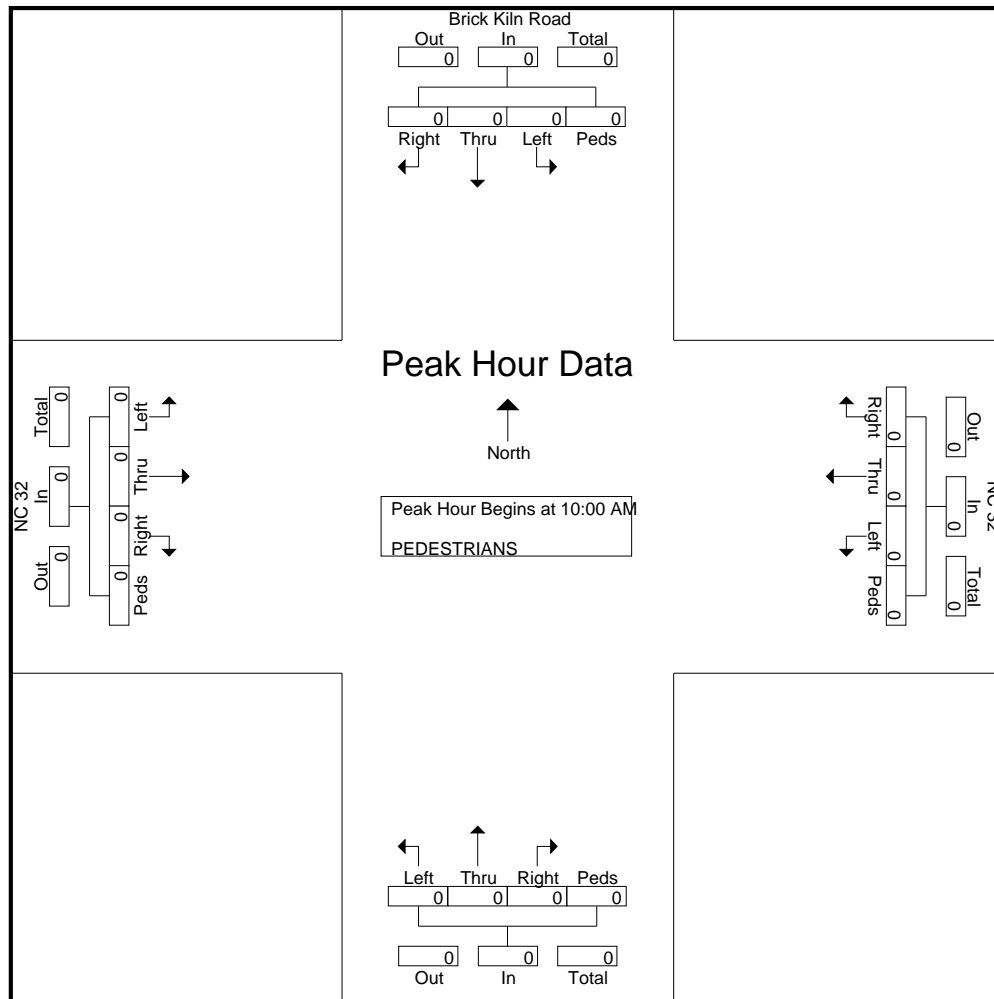 Brick Kiln Road
Out In Total
0 0 0
0 0 0 0
Right Thru Left Peds
Peak Hour Data
North
Peak Hour Begins at 10:00 AM
PEDESTRIANS
NC 32
Out In Total
0 0 0
0 0 0 0
Right Thru Left Peds
NC 32
Out In Total
0 0 0
0 0 0 0
Peds Right Thru Left
Left Thru Right Peds
0 0 0 0
0 0 0
Out In Total